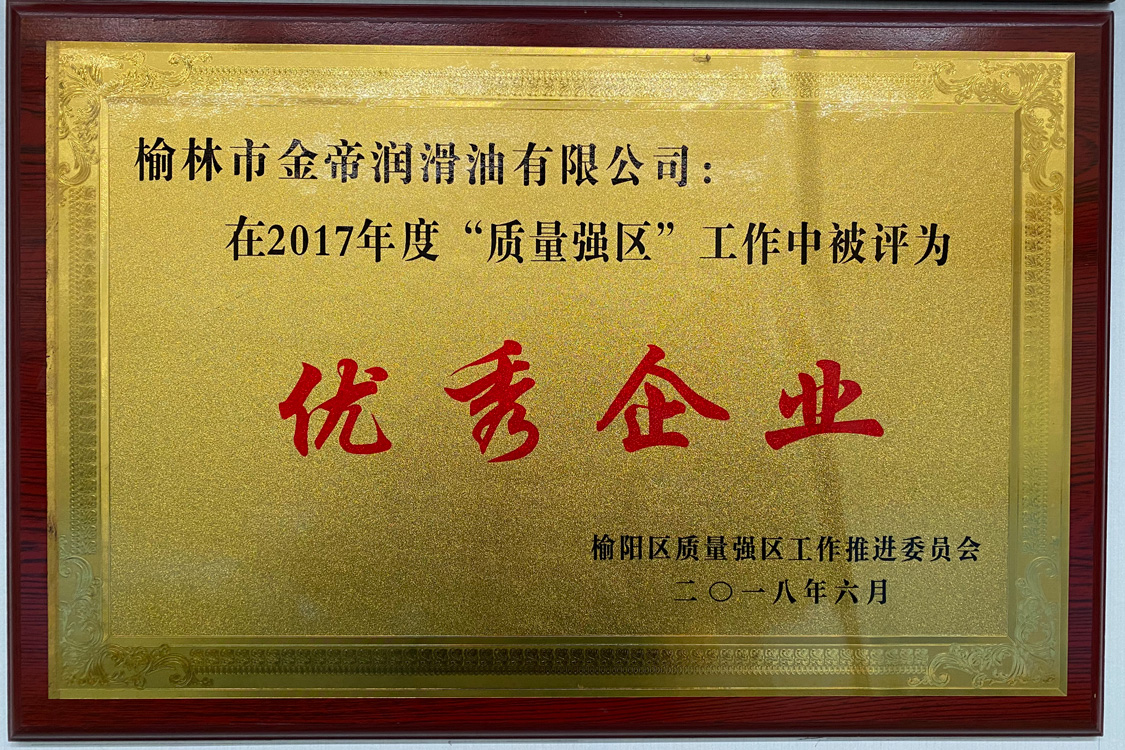 榆林市金帝润滑油有限公司：
在2017年度“质量强区”工作中被评为
优秀企业
榆阳区质量强区工作推进委员会
二〇一八年六月